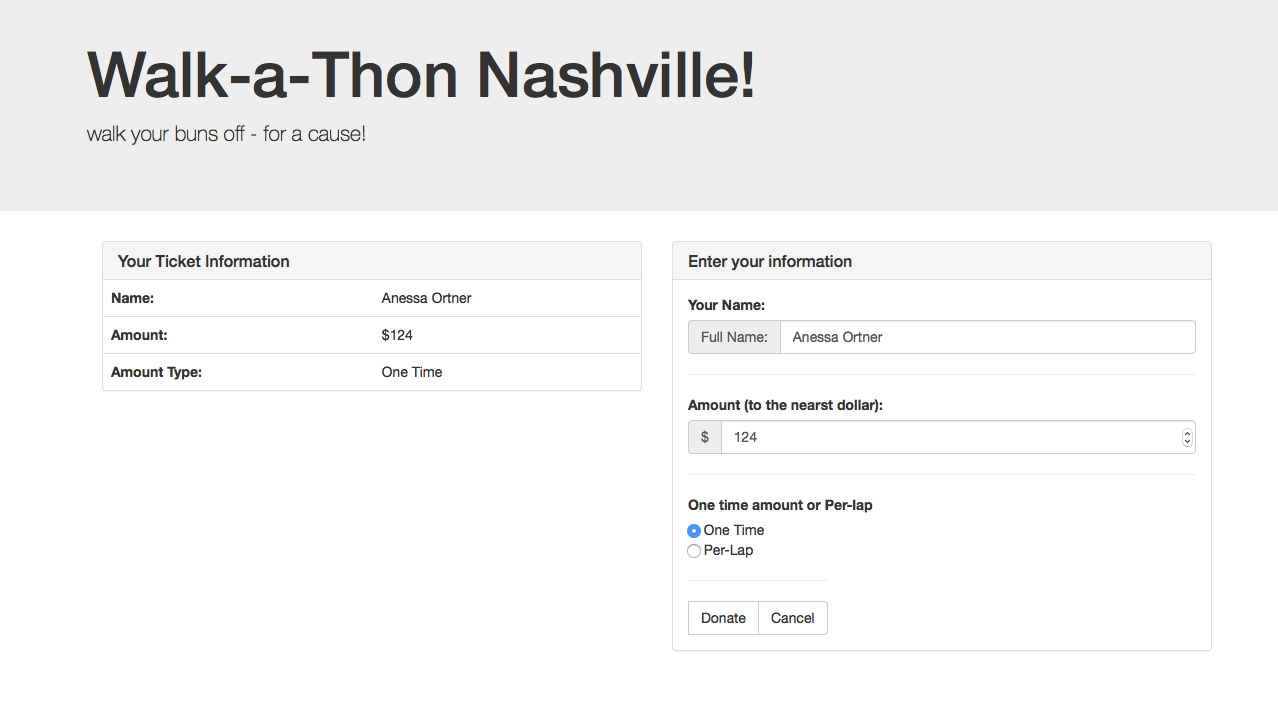 Walk-a-Thon Nashville!
walk your buns off - for a cause!
Your Ticket Information
Name: Anessa Ortner
Amount: $124
Amount Type: One Time
Enter your information
Your Name:
Full Name: Anessa Ortner
Amount (to the nearst dollar):
$ 124
One time amount or Per-lap
One Time
Per-Lap
Donate Cancel